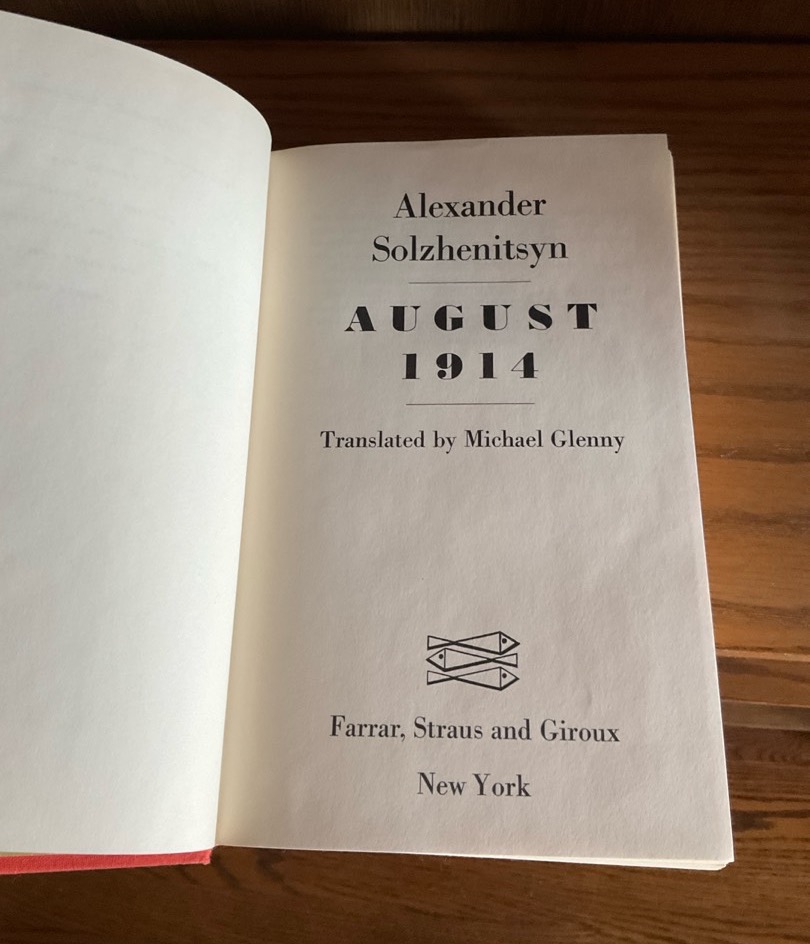 Alexander
Solzhenitsyn
AUGUST
1914
Translated by Michael Glenny
Farrar, Straus and Giroux
New York